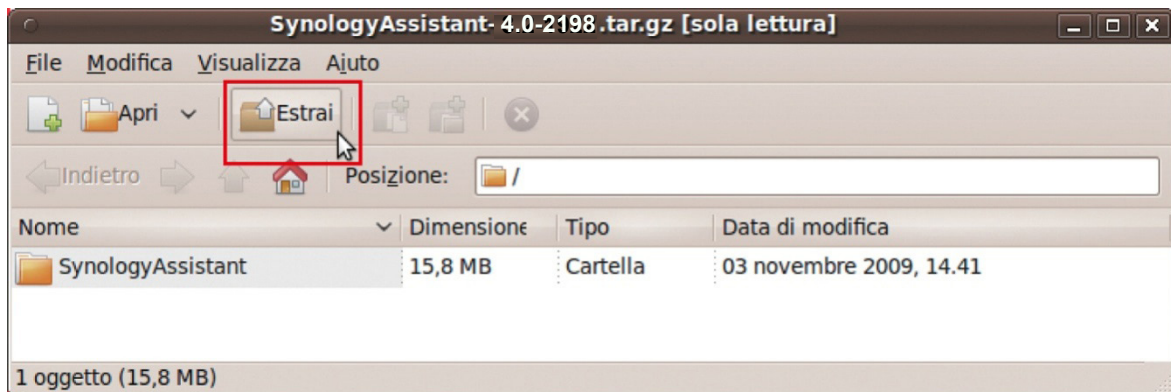 SynologyAssistant- 4.0-2198 .tar.gz [sola lettura]
File Modifica Visualizza Aiuto
Apri Estrai
Indietro Posizione: /
Nome Dimensione Tipo Data di modifica
SynologyAssistant 15,8 MB Cartella 03 novembre 2009, 14.41
1 oggetto (15,8 MB)